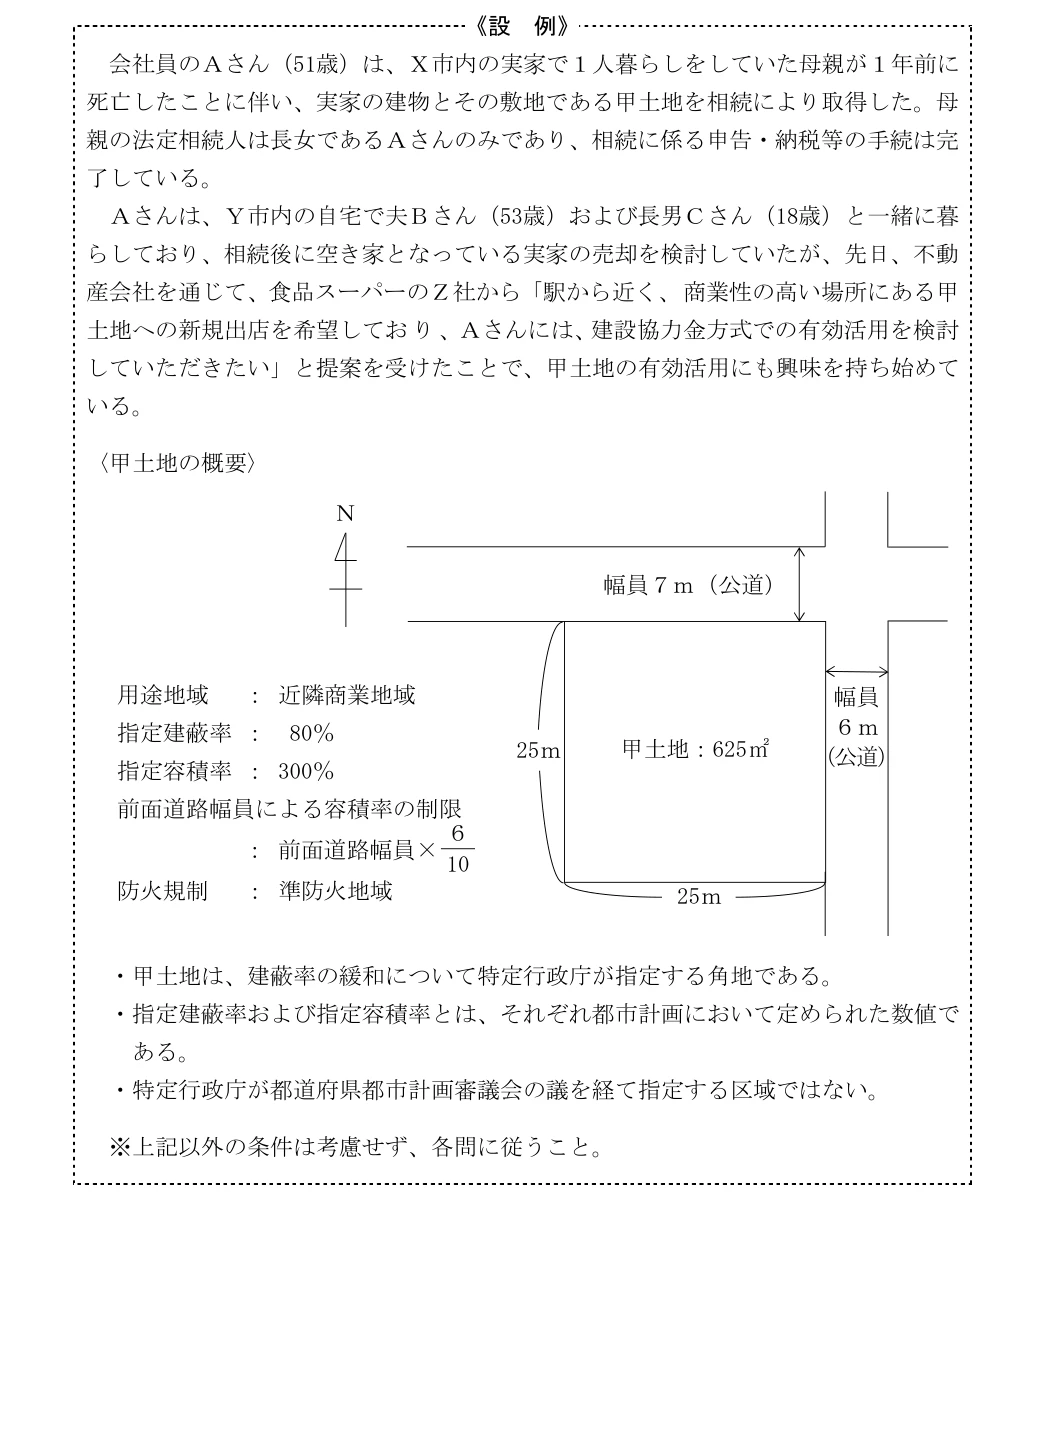 《設　例》
会社員のAさん（51歳）は、X市内の実家で1人暮らしをしていた母親が1年前に
死亡したことに伴い、実家の建物とその敷地である甲土地を相続により取得した。母
親の法定相続人は長女であるAさんのみであり、相続に係る申告・納税等の手続は完
了している。
Aさんは、Y市内の自宅で夫Bさん（53歳）および長男Cさん（18歳）と一緒に暮
らしており、相続後に空き家となっている実家の売却を検討していたが、先日、不動
産会社を通じて、食品スーパーのZ社から「駅から近く、商業性の高い場所にある甲
土地への新規出店を希望しており、Aさんには、建設協力金方式での有効活用を検討
していただきたい」と提案を受けたことで、甲土地の有効活用にも興味を持ち始めて
いる。
〈甲土地の概要〉
N
幅員7m（公道）
幅員
6m
（公道）
25m
甲土地：625㎡
25m
用途地域　：　近隣商業地域
指定建蔽率　：　80％
指定容積率　：　300％
前面道路幅員による容積率の制限
：　前面道路幅員×6/10
防火規制　：　準防火地域
・甲土地は、建蔽率の緩和について特定行政庁が指定する角地である。
・指定建蔽率および指定容積率とは、それぞれ都市計画において定められた数値で
ある。
・特定行政庁が都道府県都市計画審議会の議を経て指定する区域ではない。
※上記以外の条件は考慮せず、各問に従うこと。